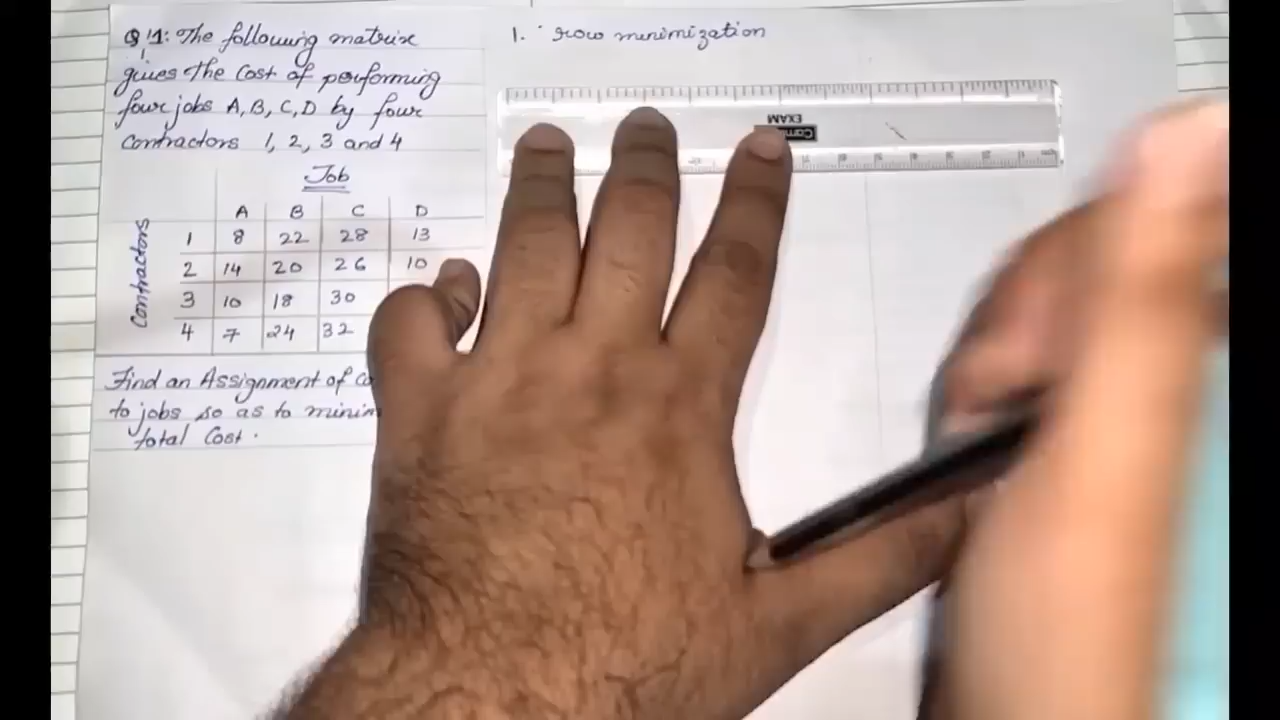 Q'1: The following matrix
gives the cost of performing
four jobs A, B, C, D by four
contractors 1, 2, 3 and 4
Job
Contractors
A B C D
1 8 22 28 13
2 14 20 26 10
3 10 18 30
4 7 24 32
Find an Assignment of
to jobs so as to
total Cost.
1. row minimization
EXAM